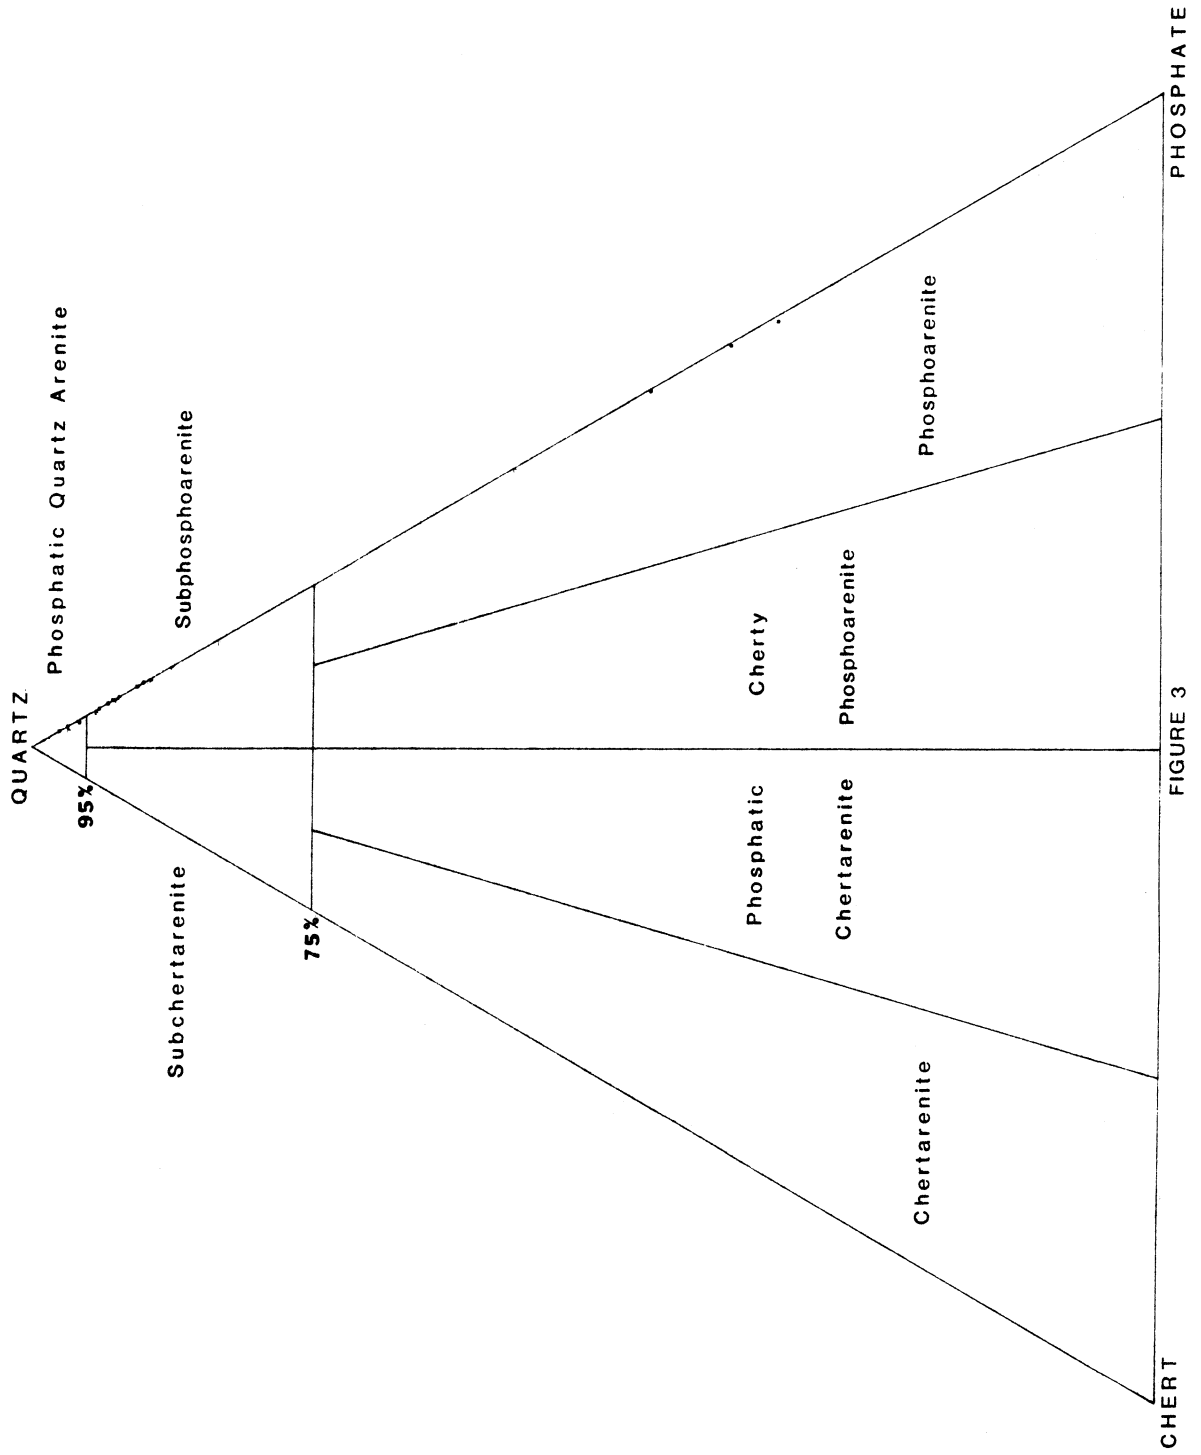 QUARTZ
Phosphatic Quartz Arenite
95%
Subchertarenite
Subphosphoarenite
75%
Phosphatic
Chertarenite
Cherty
Phosphoarenite
Chertarenite
Phosphoarenite
CHERT
PHOSPHATE
FIGURE 3